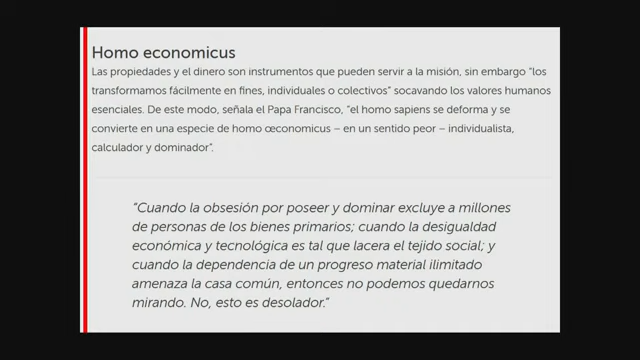 Homo economicus
Las propiedades y el dinero son instrumentos que pueden servir a la misión, sin embargo “los
transformamos fácilmente en fines, individuales o colectivos” socavando los valores humanos
esenciales. De este modo, señala el Papa Francisco, “el homo sapiens se deforma y se
convierte en una especie de homo œconomicus – en un sentido peor – individualista,
calculador y dominador”.
“Cuando la obsesión por poseer y dominar excluye a millones
de personas de los bienes primarios; cuando la desigualdad
económica y tecnológica es tal que lacera el tejido social; y
cuando la dependencia de un progreso material ilimitado
amenaza la casa común, entonces no podemos quedarnos
mirando. No, esto es desolador.”